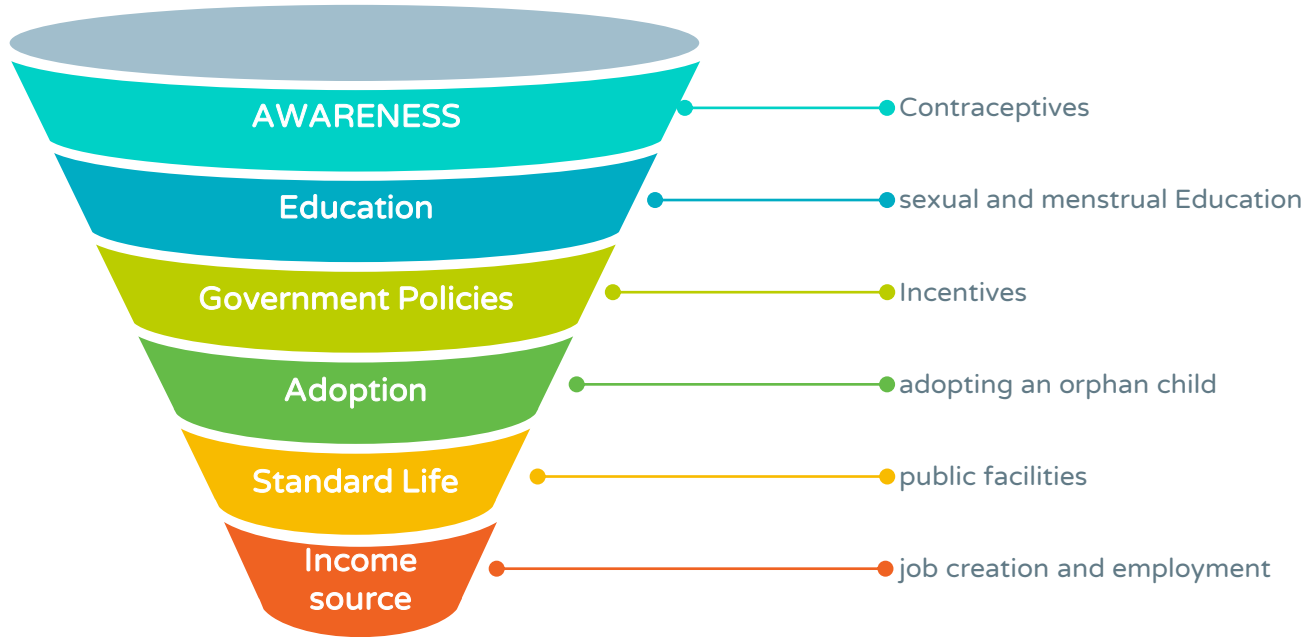 AWARENESS
Contraceptives
Education
sexual and menstrual Education
Government Policies
Incentives
Adoption
adopting an orphan child
Standard Life
public facilities
Income
source
job creation and employment